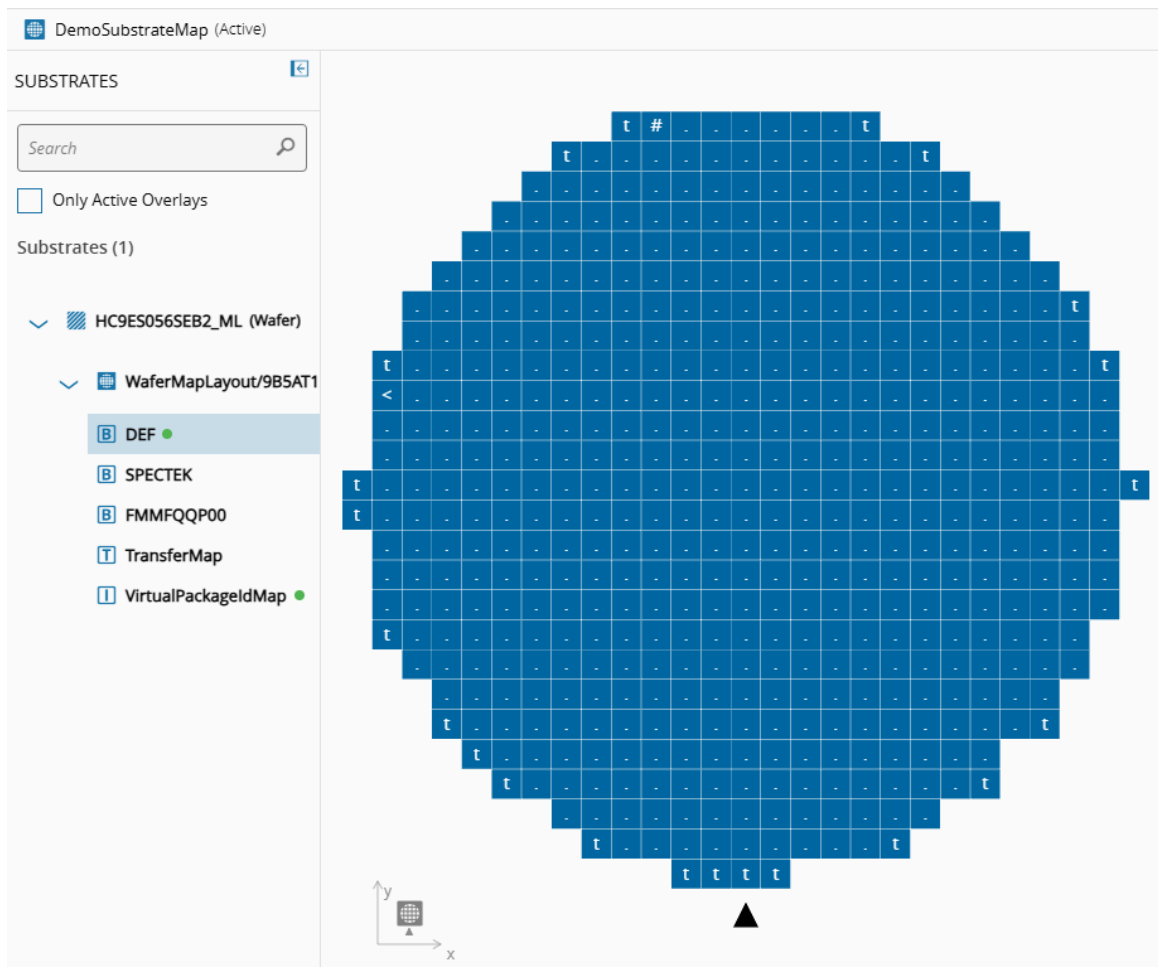 DemoSubstrateMap (Active)
SUBSTRATES
Search
Only Active Overlays
Substrates (1)
HC9ES056SEB2_ML (Wafer)
WaferMapLayout/9B5AT1
B DEF
B SPECTEK
B FMMFQQP00
T TransferMap
I VirtualPackageIdMap
t # - - - - - - t
t - - - - - - - - - - - t
- - - - - - - - - - - - - - -
- - - - - - - - - - - - - - - - -
- - - - - - - - - - - - - - - - - - -
- - - - - - - - - - - - - - - - - - - - -
- - - - - - - - - - - - - - - - - - - - - - t
- - - - - - - - - - - - - - - - - - - - - - -
t - - - - - - - - - - - - - - - - - - - - - - - t
< - - - - - - - - - - - - - - - - - - - - - - - -
- - - - - - - - - - - - - - - - - - - - - - - - -
- - - - - - - - - - - - - - - - - - - - - - - - -
t - - - - - - - - - - - - - - - - - - - - - - - - - t
t - - - - - - - - - - - - - - - - - - - - - - - - -
- - - - - - - - - - - - - - - - - - - - - - - - -
- - - - - - - - - - - - - - - - - - - - - - - - -
- - - - - - - - - - - - - - - - - - - - - - - - -
t - - - - - - - - - - - - - - - - - - - - - - -
- - - - - - - - - - - - - - - - - - - - - - -
- - - - - - - - - - - - - - - - - - - - -
t - - - - - - - - - - - - - - - - - - - t
t - - - - - - - - - - - - - - - - -
t - - - - - - - - - - - - - - - t
- - - - - - - - - - - - -
t - - - - - - - - - t
t t t t
y
x